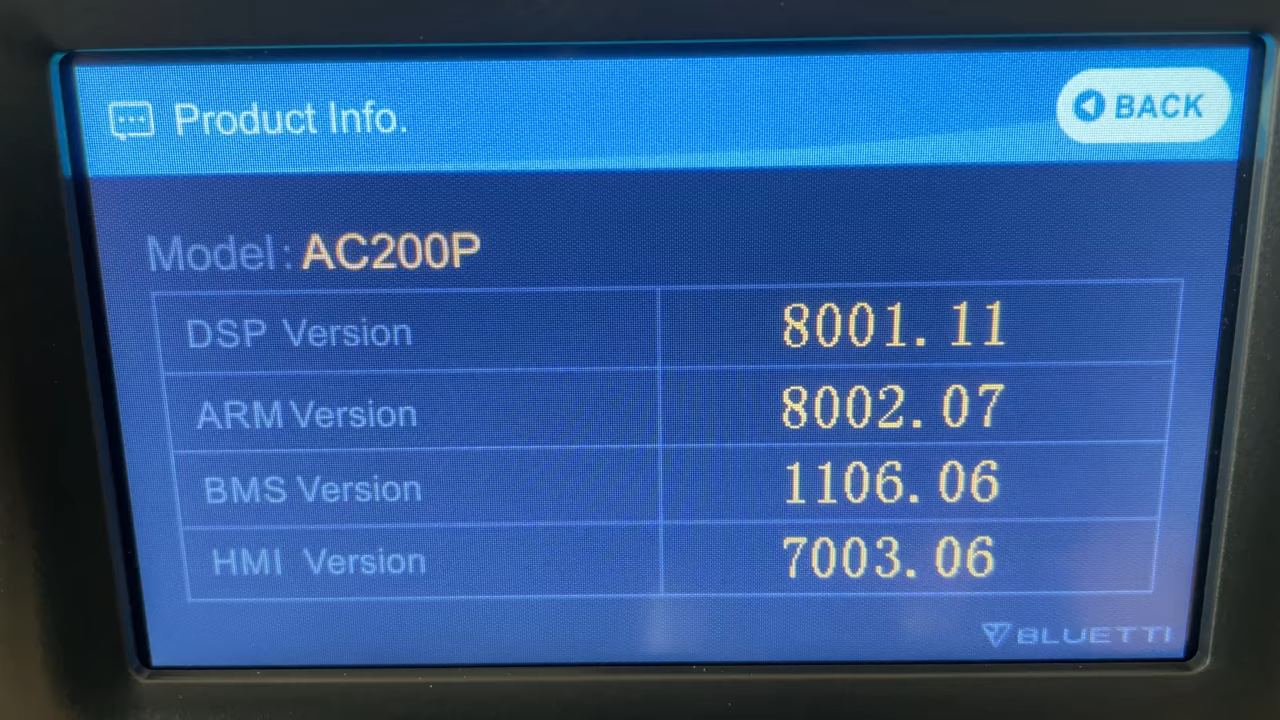 Product Info.
BACK
Model: AC200P
DSP Version 8001.11
ARM Version 8002.07
BMS Version 1106.06
HMI Version 7003.06
BLUETTI